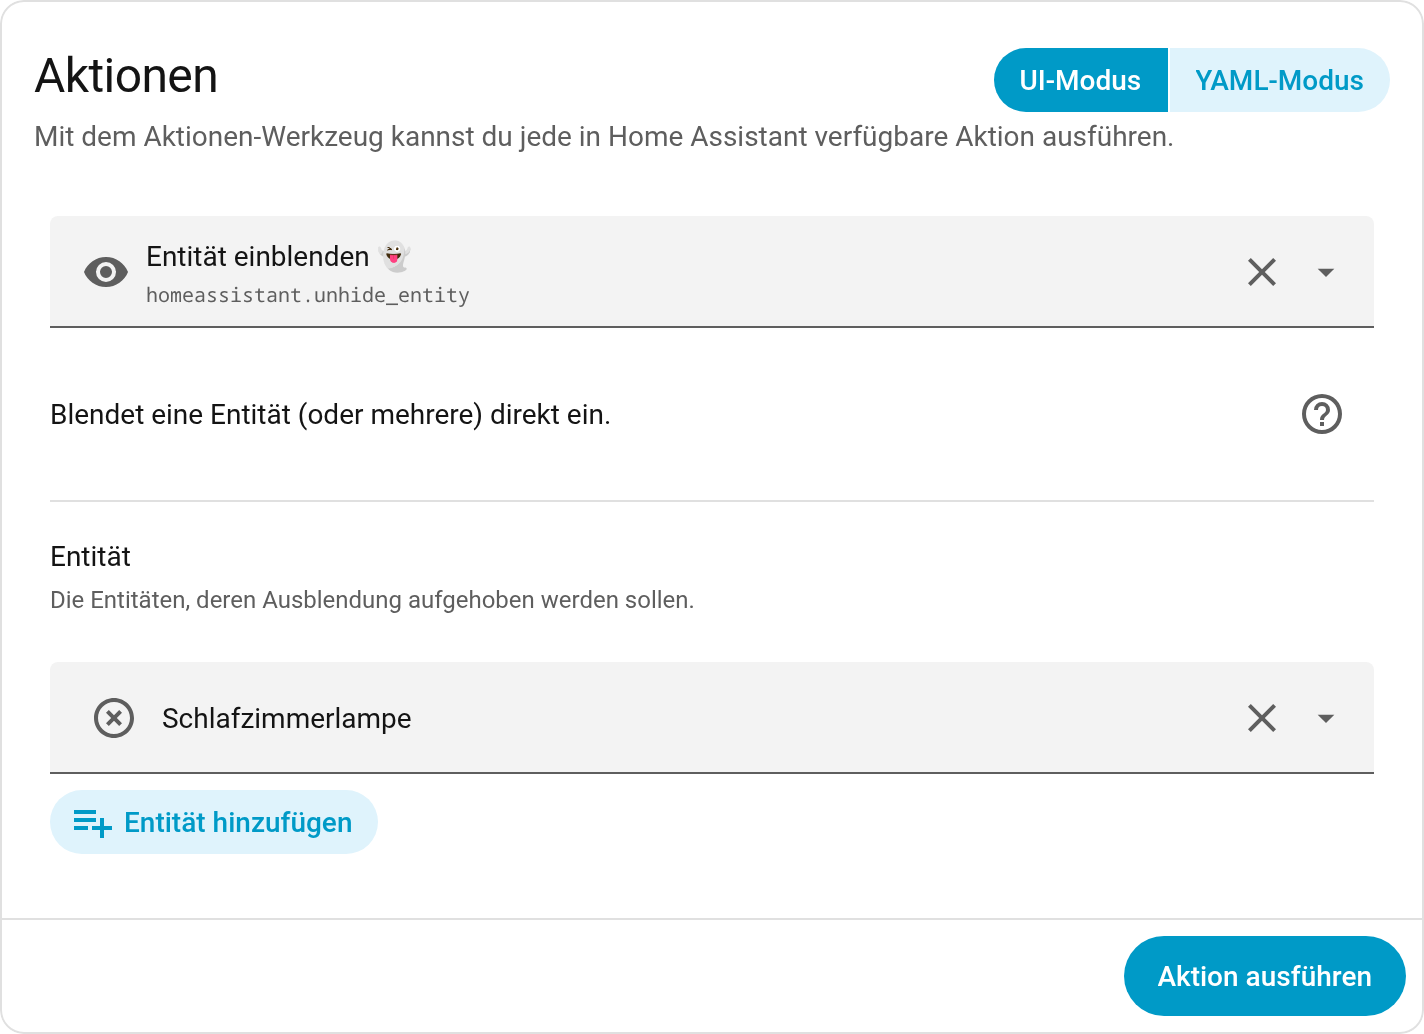 Aktionen
UI-Modus
YAML-Modus
Mit dem Aktionen-Werkzeug kannst du jede in Home Assistant verfügbare Aktion ausführen.
Entität einblenden 👻
homeassistant.unhide_entity
Blendet eine Entität (oder mehrere) direkt ein.
Entität
Die Entitäten, deren Ausblendung aufgehoben werden sollen.
Schlafzimmerlampe
Entität hinzufügen
Aktion ausführen